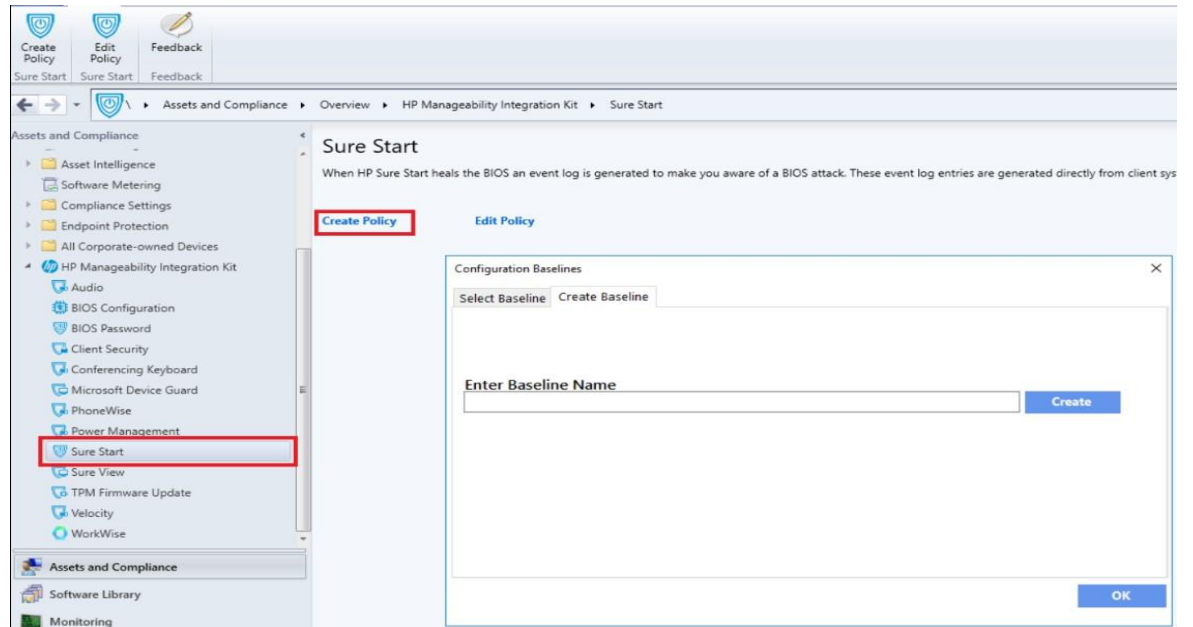 Create Policy
Edit Policy
Feedback
Sure Start
Sure Start
Feedback
\ Assets and Compliance Overview HP Manageability Integration Kit Sure Start
Assets and Compliance
Asset Intelligence
Software Metering
Compliance Settings
Endpoint Protection
All Corporate-owned Devices
HP Manageability Integration Kit
Audio
BIOS Configuration
BIOS Password
Client Security
Conferencing Keyboard
Microsoft Device Guard
PhoneWise
Power Management
Sure Start
Sure View
TPM Firmware Update
Velocity
WorkWise
Assets and Compliance
Software Library
Monitoring
Sure Start
When HP Sure Start heals the BIOS an event log is generated to make you aware of a BIOS attack. These event log entries are generated directly from client sys
Create Policy Edit Policy
Configuration Baselines
Select Baseline Create Baseline
Enter Baseline Name
Create
OK